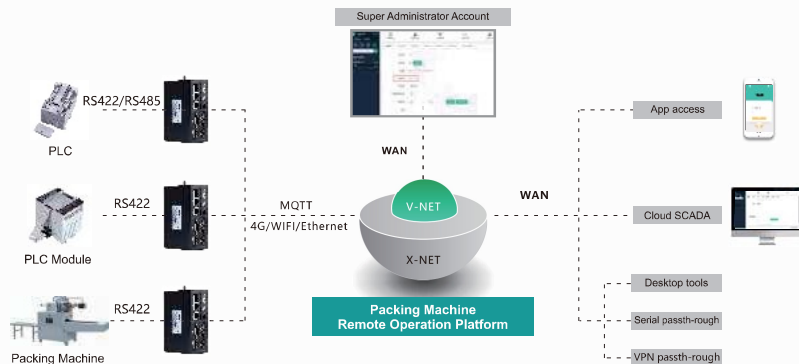 Super Administrator Account
RS422/RS485
PLC
RS422
PLC Module
RS422
Packing Machine
MQTT
4G/WIFI/Ethernet
WAN
V-NET
X-NET
Packing Machine
Remote Operation Platform
WAN
App access
Cloud SCADA
Desktop tools
Serial passth-rough
VPN passth-rough